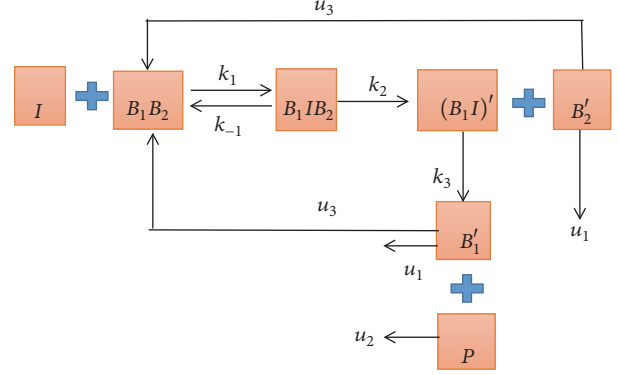 u₃
I
B₁B₂
k₁
k₋₁
B₁IB₂
k₂
(B₁I)′
B₂′
k₃
u₁
u₃
B₁′
u₁
u₂
P